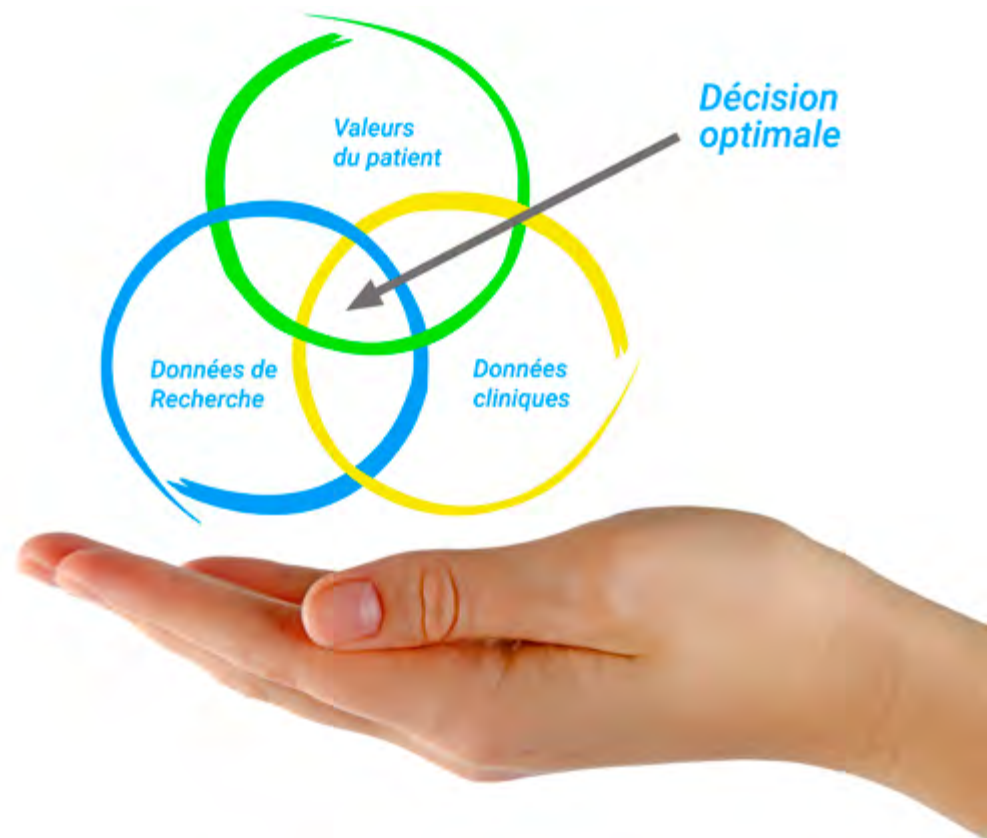 Décision
optimale
Valeurs
du patient
Données de
Recherche
Données
cliniques